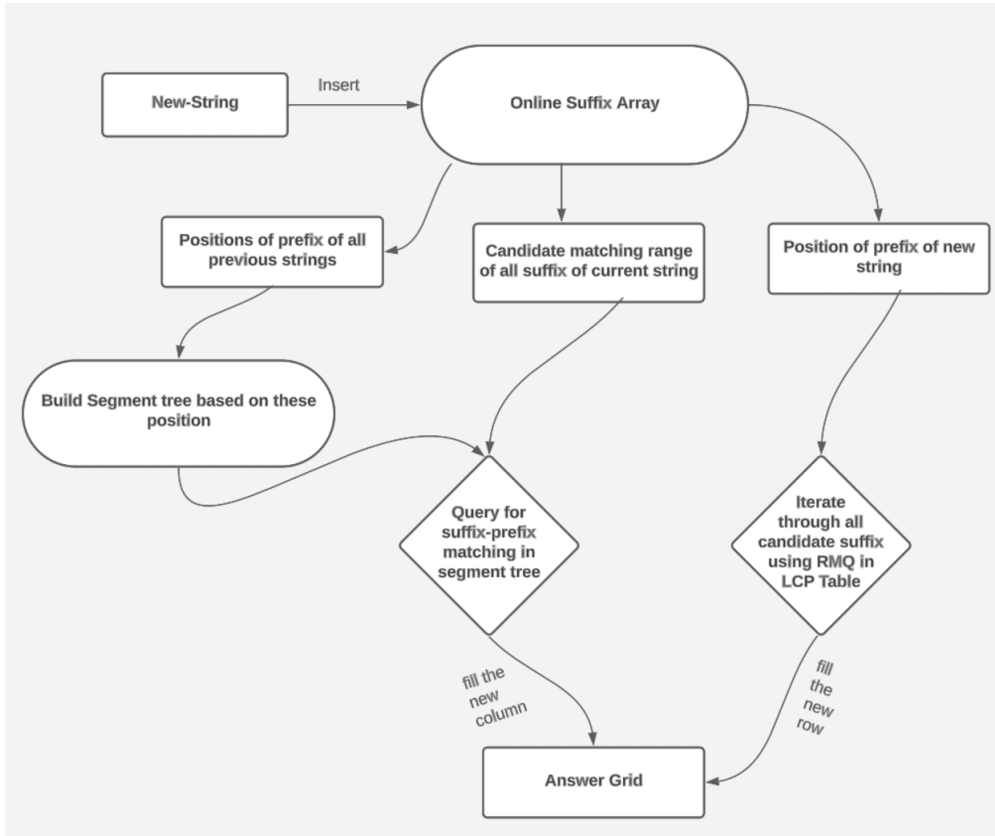 Insert
New-String
Online Suffix Array
Positions of prefix of all
previous strings
Candidate matching range
of all suffix of current string
Position of prefix of new
string
Build Segment tree based on these
position
Query for
suffix-prefix
matching in
segment tree
Iterate
through all
candidate suffix
using RMQ in
LCP Table
fill the
new
column
fill
the
new
row
Answer Grid